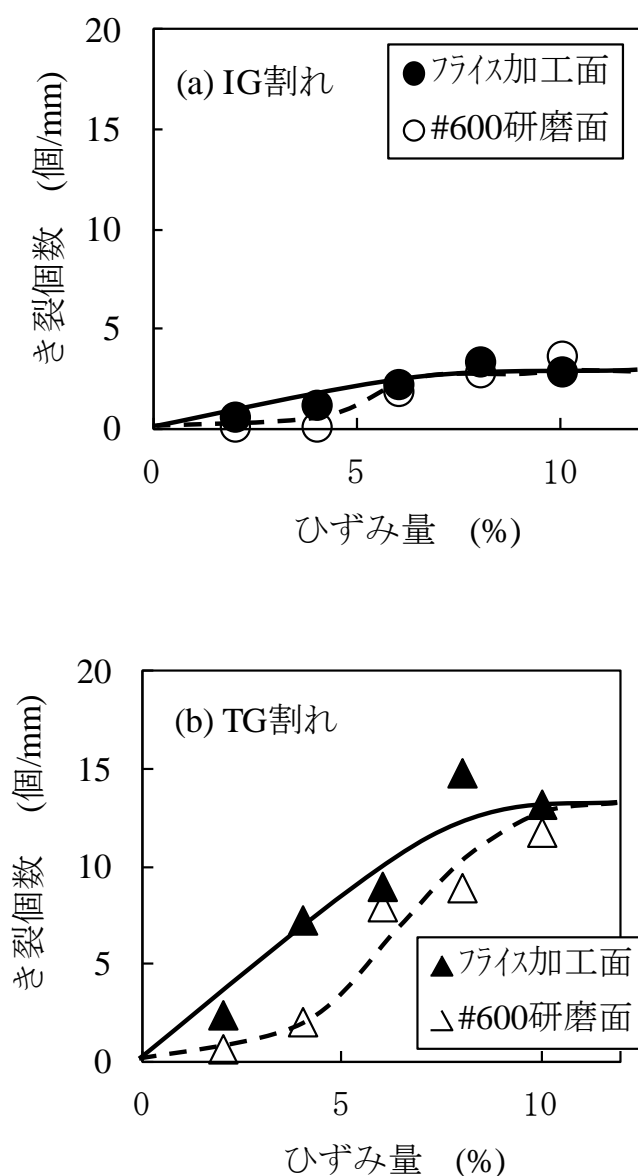 20
(a) IG割れ
● フライス加工面
○ #600研磨面
15
10
5
0
き裂個数 (個/mm)
0 5 10
ひずみ量 (%)
20
(b) TG割れ
15
10
5
0
き裂個数 (個/mm)
▲ フライス加工面
△ #600研磨面
0 5 10
ひずみ量 (%)